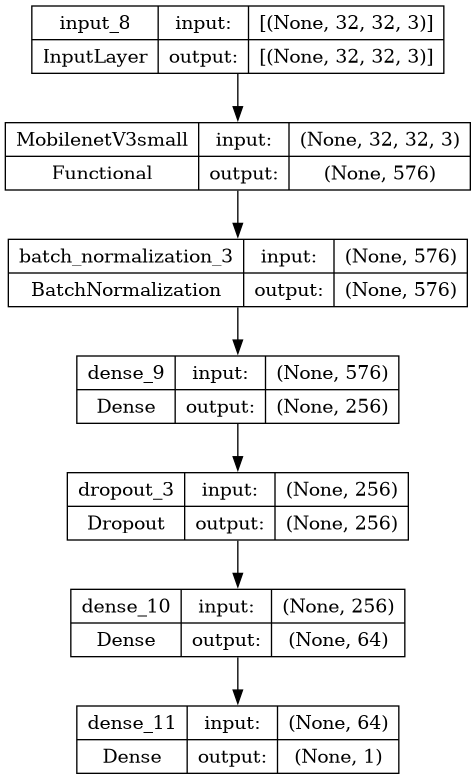 input_8 input: [(None, 32, 32, 3)]
InputLayer output: [(None, 32, 32, 3)]
MobilenetV3small input: (None, 32, 32, 3)
Functional output: (None, 576)
batch_normalization_3 input: (None, 576)
BatchNormalization output: (None, 576)
dense_9 input: (None, 576)
Dense output: (None, 256)
dropout_3 input: (None, 256)
Dropout output: (None, 256)
dense_10 input: (None, 256)
Dense output: (None, 64)
dense_11 input: (None, 64)
Dense output: (None, 1)